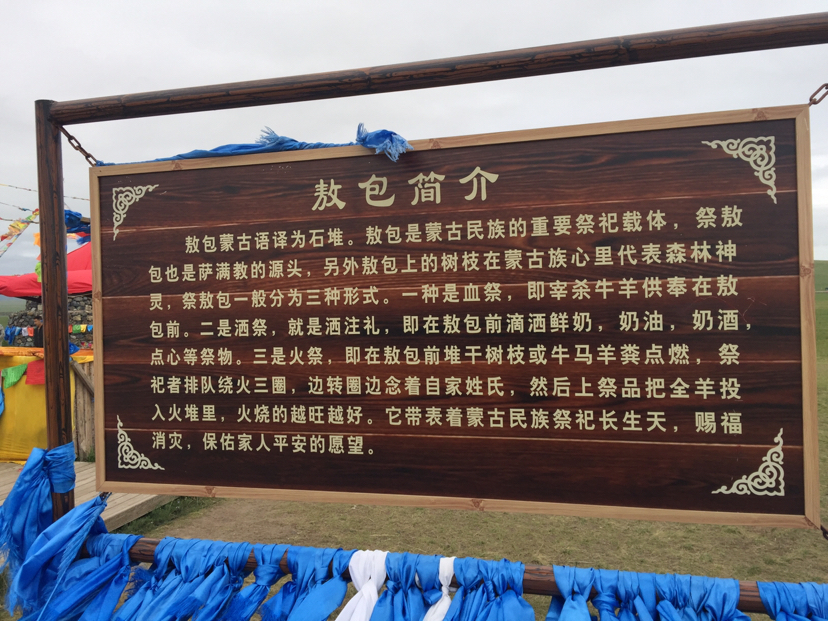 敖包简介
敖包蒙古语译为石堆。敖包是蒙古民族的重要祭祀载体，祭敖
包也是萨满教的源头，另外敖包上的树枝在蒙古族心里代表森林神
灵，祭敖包一般分为三种形式。一种是血祭，即宰杀牛羊供奉在敖
包前。二是洒祭，就是洒注礼，即在敖包前滴洒鲜奶，奶油，奶酒，
点心等祭物。三是火祭，即在敖包前堆干树枝或牛马羊粪点燃，祭
祀者排队绕火三圈，边转圈边念着自家姓氏，然后上祭品把全羊投
入火堆里，火烧的越旺越好。它带表着蒙古民族祭祀长生天，赐福
消灾，保佑家人平安的愿望。